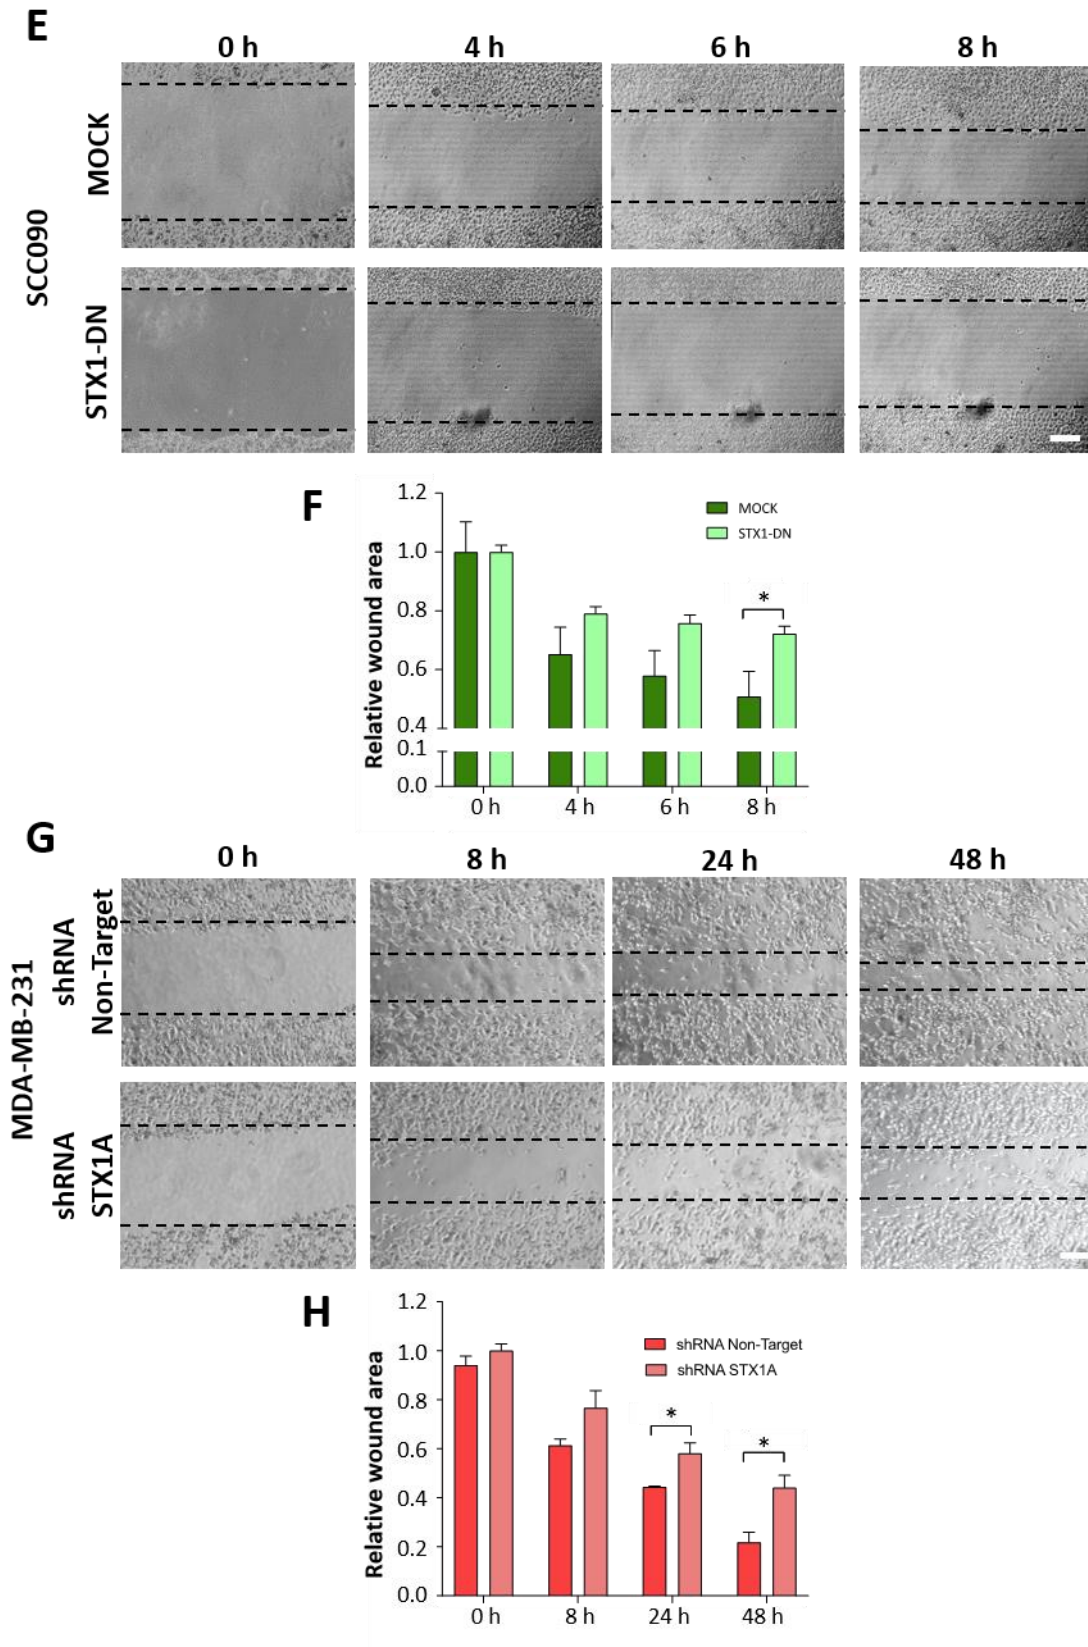 E
0 h 4 h 6 h 8 h
SCC090
MOCK
STX1-DN
F
Relative wound area
1.2
1.0
0.8
0.6
0.4
0.1
0.0
MOCK
STX1-DN
*
0 h 4 h 6 h 8 h
G
0 h 8 h 24 h 48 h
MDA-MB-231
shRNA
Non-Target
shRNA
STX1A
H
Relative wound area
1.2
1.0
0.8
0.6
0.4
0.2
0.0
shRNA Non-Target
shRNA STX1A
*
*
0 h 8 h 24 h 48 h